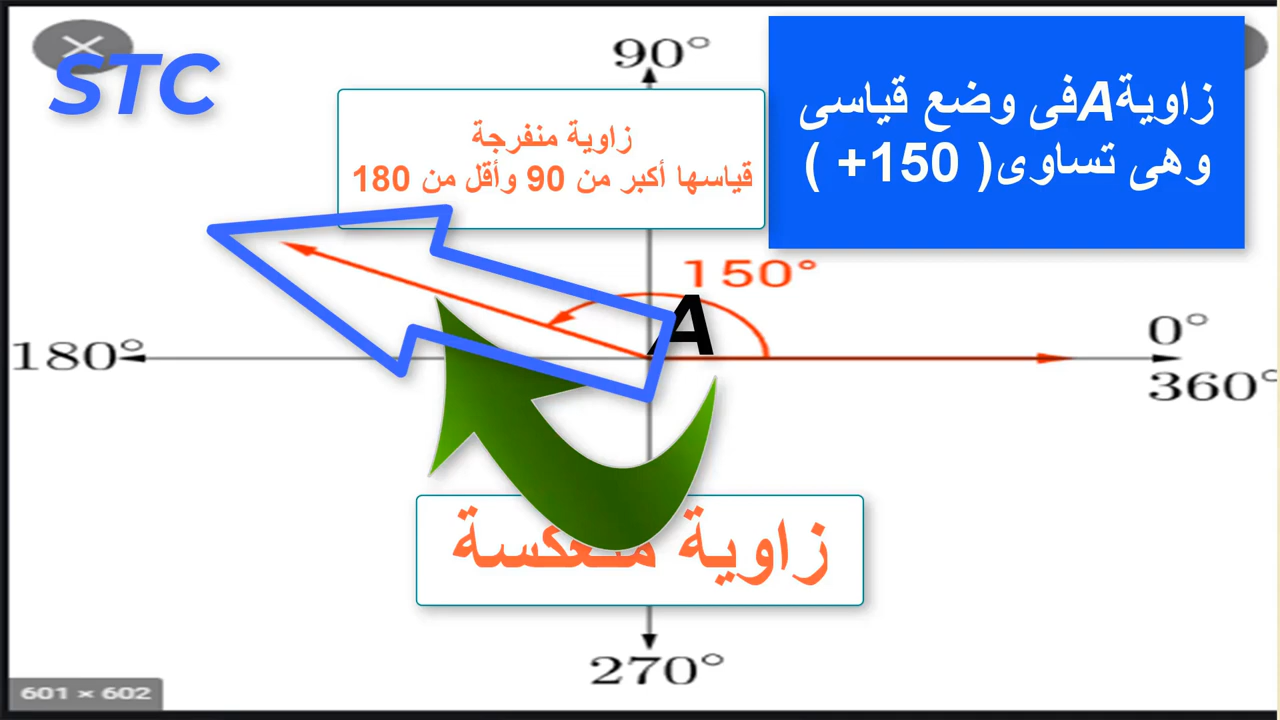 STC
90°
زاويةAفى وضع قياسى
وهى تساوى( 150+ )
زاوية منفرجة
قياسها أكبر من 90 وأقل من 180
150°
A
180°
0°
360°
زاوية منعكسة
270°
601 × 602